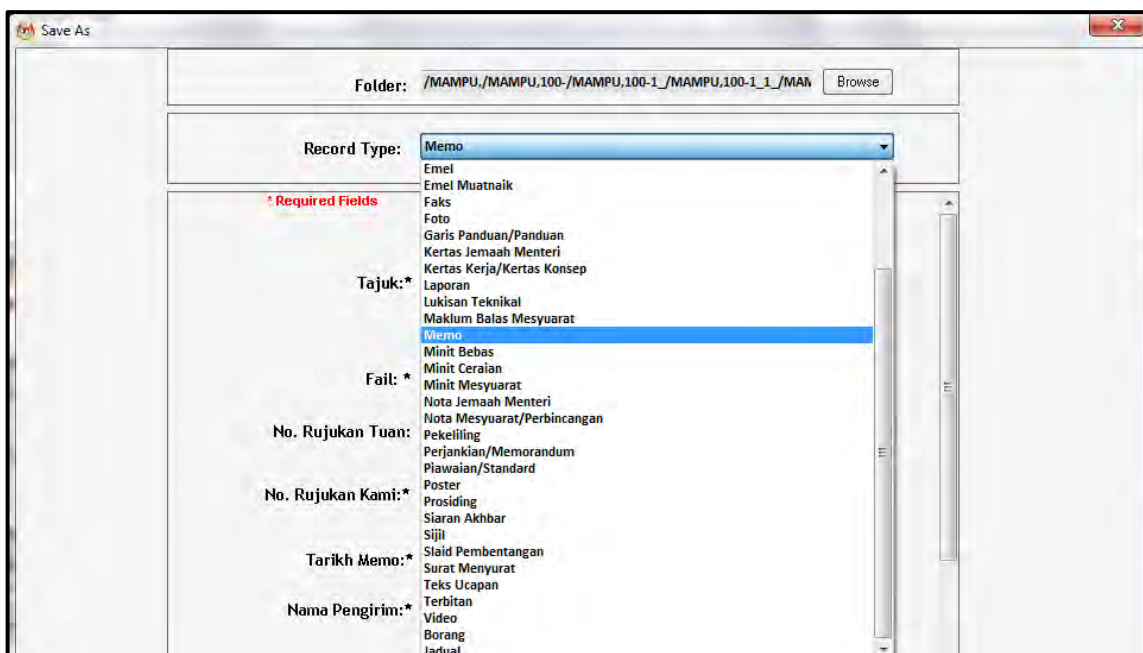 Save As
Folder: /MAMPU,/MAMPU,100-/MAMPU,100-1_/MAMPU,100-1_1_/MAM Browse
Record Type: Memo
Emel
Emel Muatnaik
* Required Fields
Faks
Foto
Garis Panduan/Panduan
Kertas Jemaah Menteri
Kertas Kerja/Kertas Konsep
Tajuk:*
Laporan
Lukisan Teknikal
Maklum Balas Mesyuarat
Memo
Minit Bebas
Minit Ceraian
Fail: *
Minit Mesyuarat
Nota Jemaah Menteri
Nota Mesyuarat/Perbincangan
No. Rujukan Tuan:
Pekeliling
Perjankian/Memorandum
Piawaian/Standard
Poster
No. Rujukan Kami:*
Prosiding
Siaran Akhbar
Sijil
Slaid Pembentangan
Tarikh Memo:*
Surat Menyurat
Teks Ucapan
Terbitan
Nama Pengirim:*
Video
Borang
Jadual